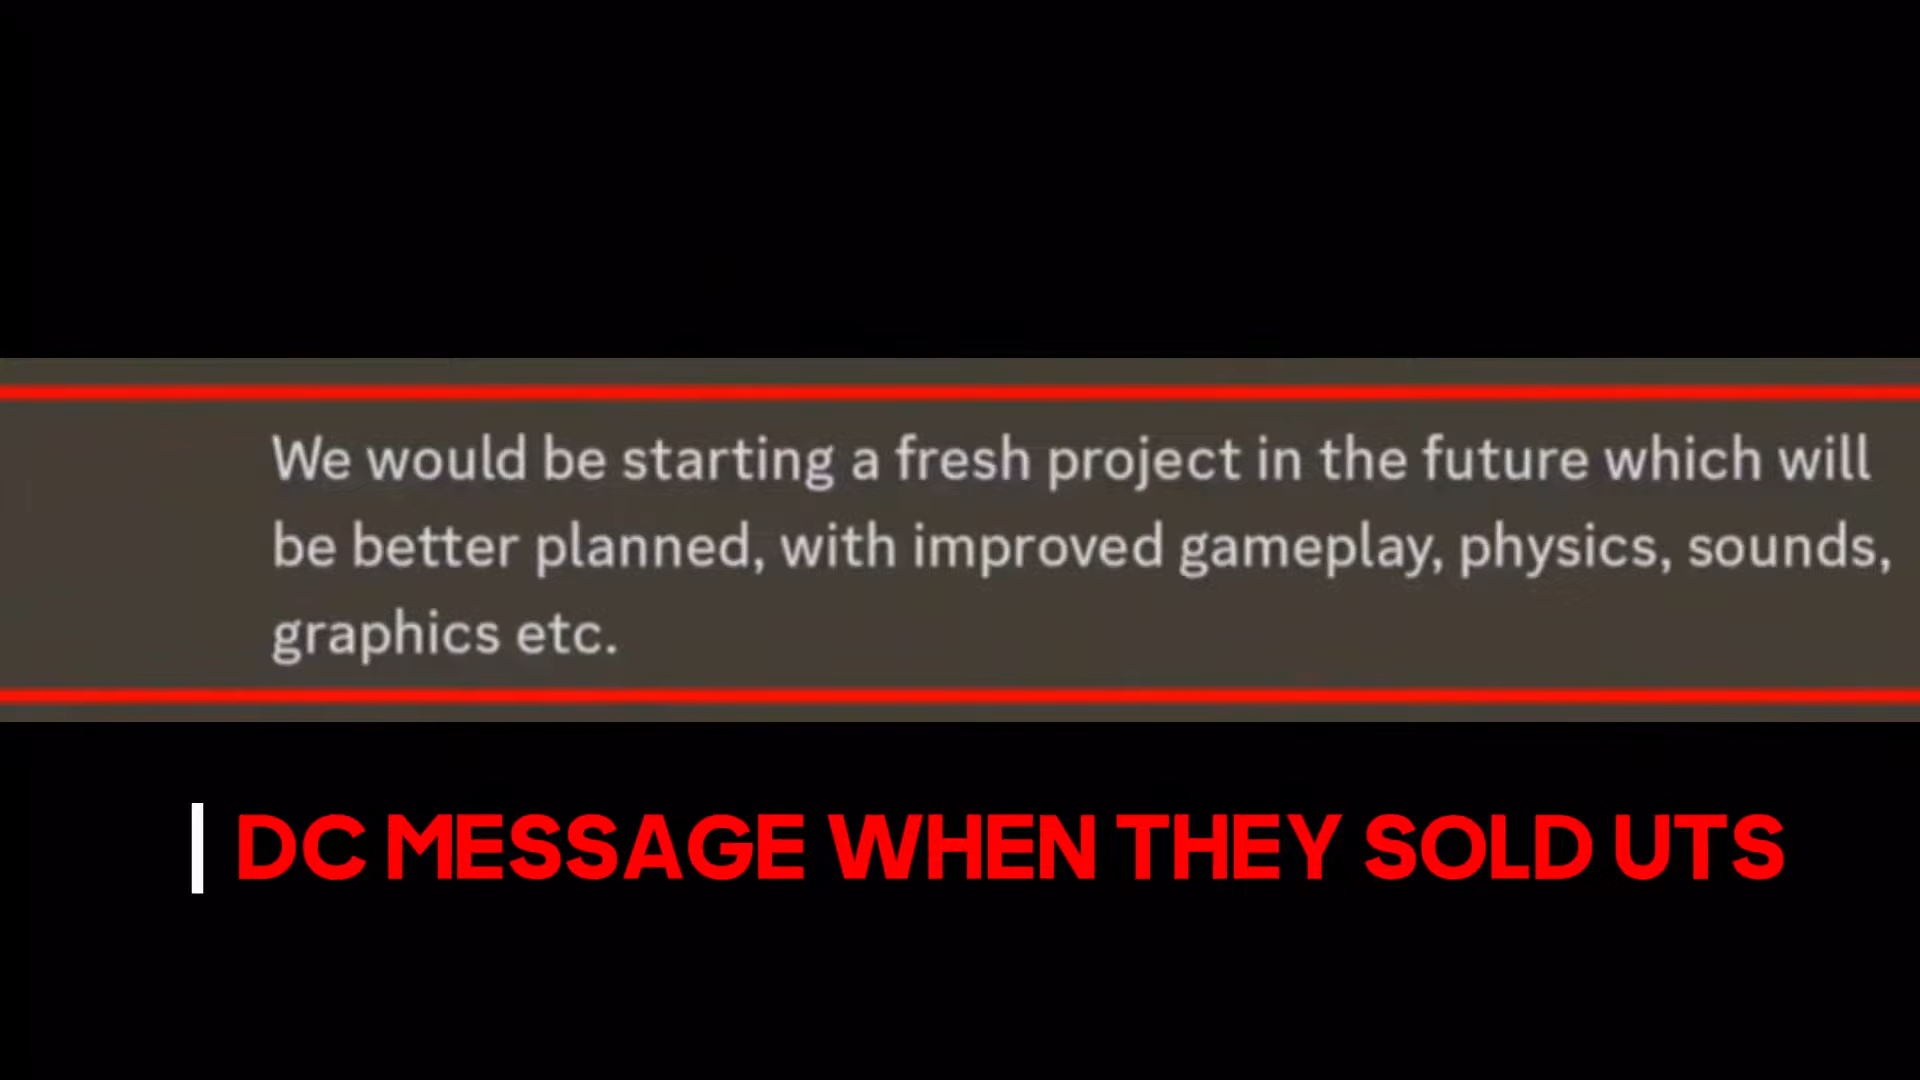 We would be starting a fresh project in the future which will
be better planned, with improved gameplay, physics, sounds,
graphics etc.
DC MESSAGE WHEN THEY SOLD UTS